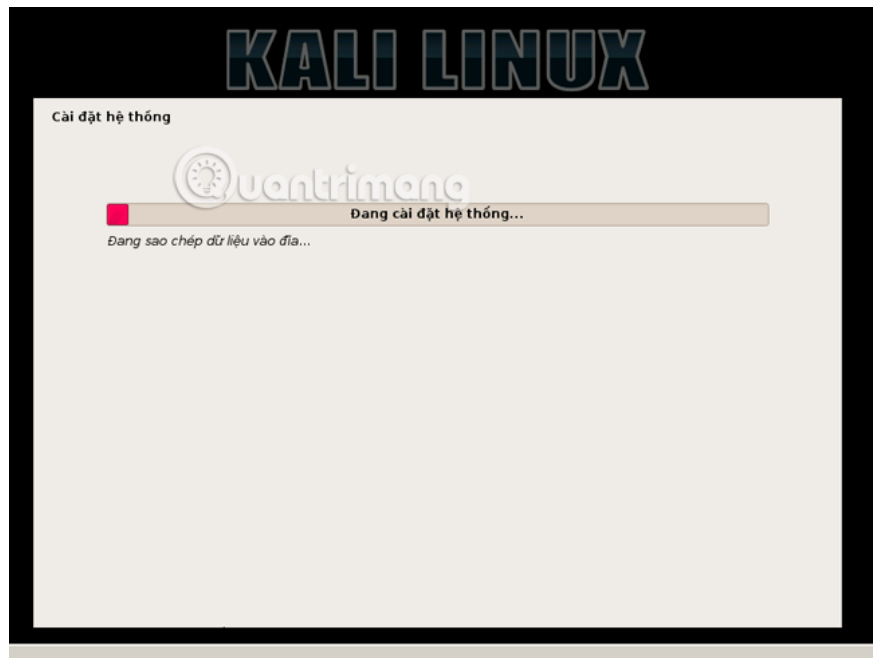 KALI LINUX
Cài đặt hệ thống
Quantrimang
Đang cài đặt hệ thống...
Đang sao chép dữ liệu vào đĩa...